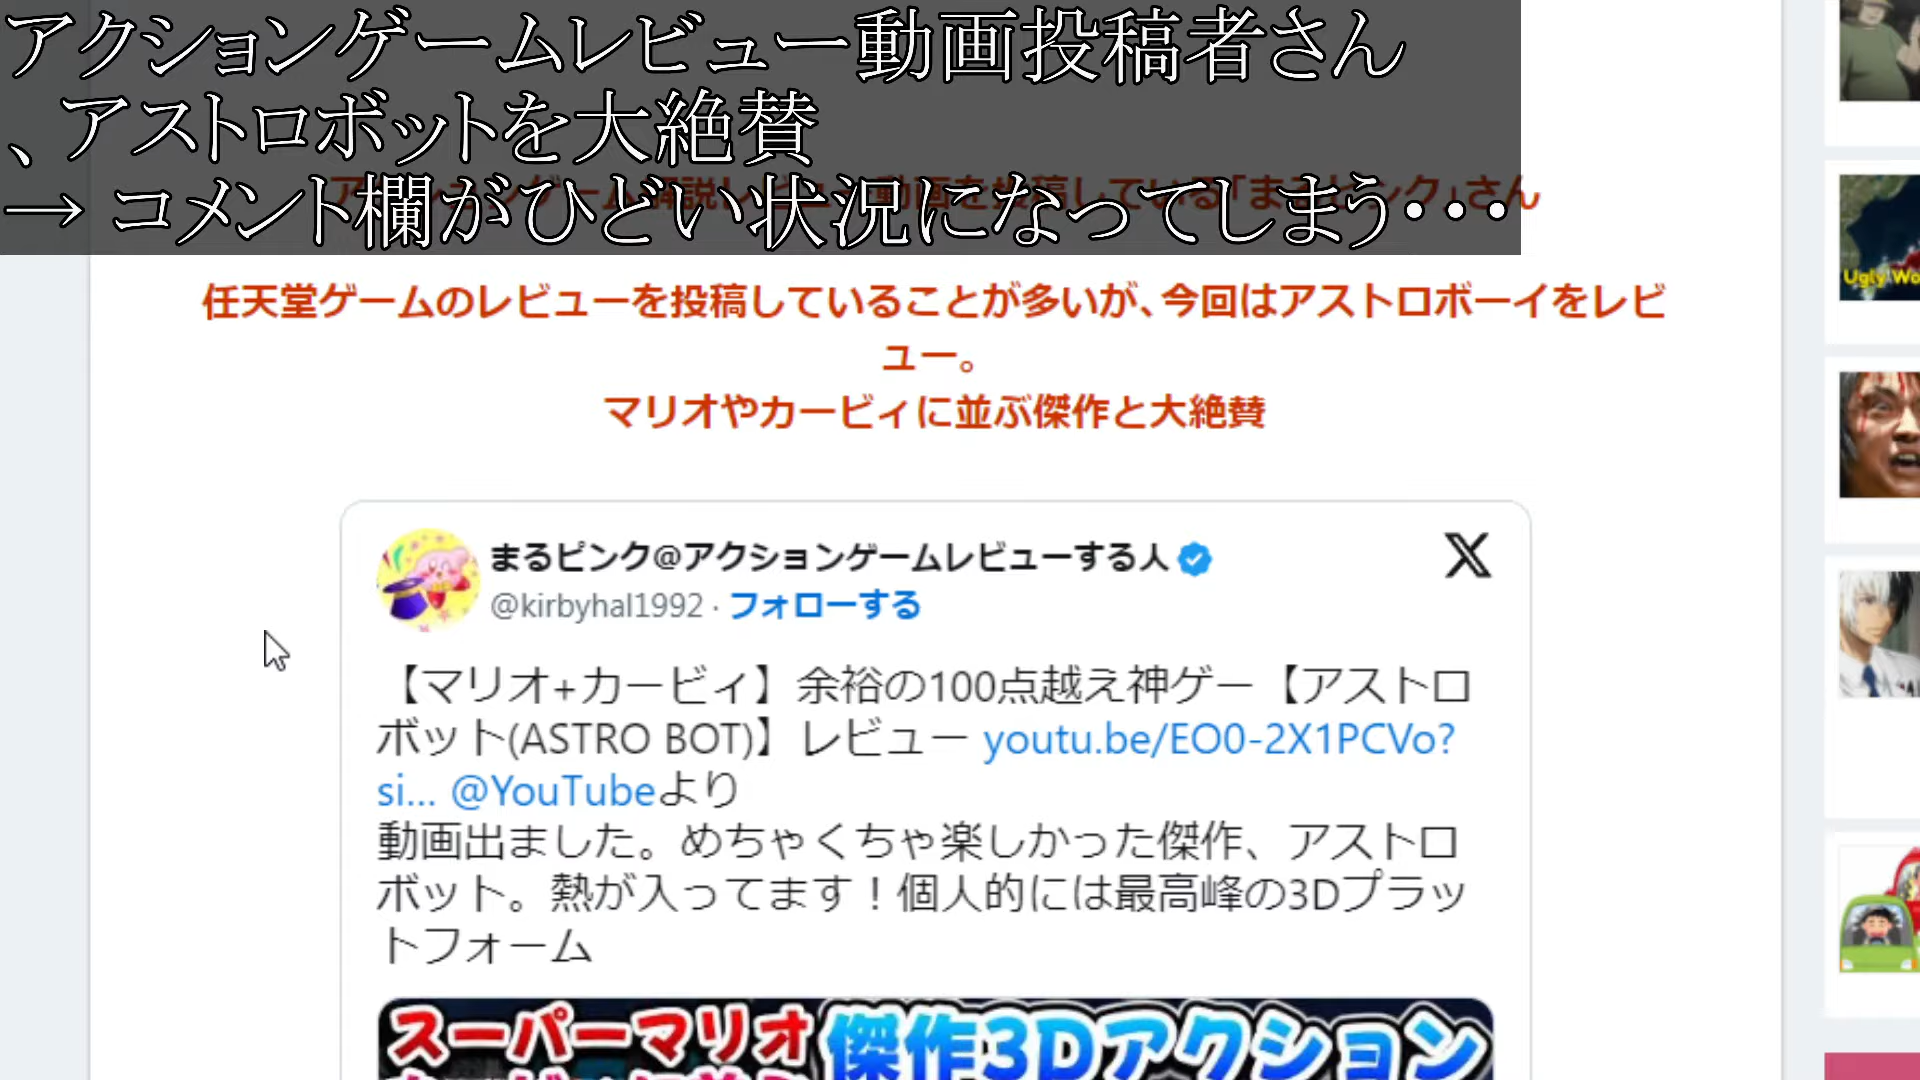 アクションゲームレビュー動画投稿者さん
、アストロボットを大絶賛
→ コメント欄がひどい状況になってしまう・・・
任天堂ゲームのレビューを投稿していることが多いが、今回はアストロボーイをレビ
ュー。
マリオやカービィに並ぶ傑作と大絶賛
まるピンク@アクションゲームレビューする人
@kirbyhal1992 · フォローする
【マリオ+カービィ】余裕の100点越え神ゲー【アストロ
ボット(ASTRO BOT)】レビュー youtu.be/EO0-2X1PCVo?
si… @YouTubeより
動画出ました。めちゃくちゃ楽しかった傑作、アストロ
ボット。熱が入ってます！個人的には最高峰の3Dプラッ
トフォーム
スーパーマリオ 傑作3Dアクション
Ugly Wo